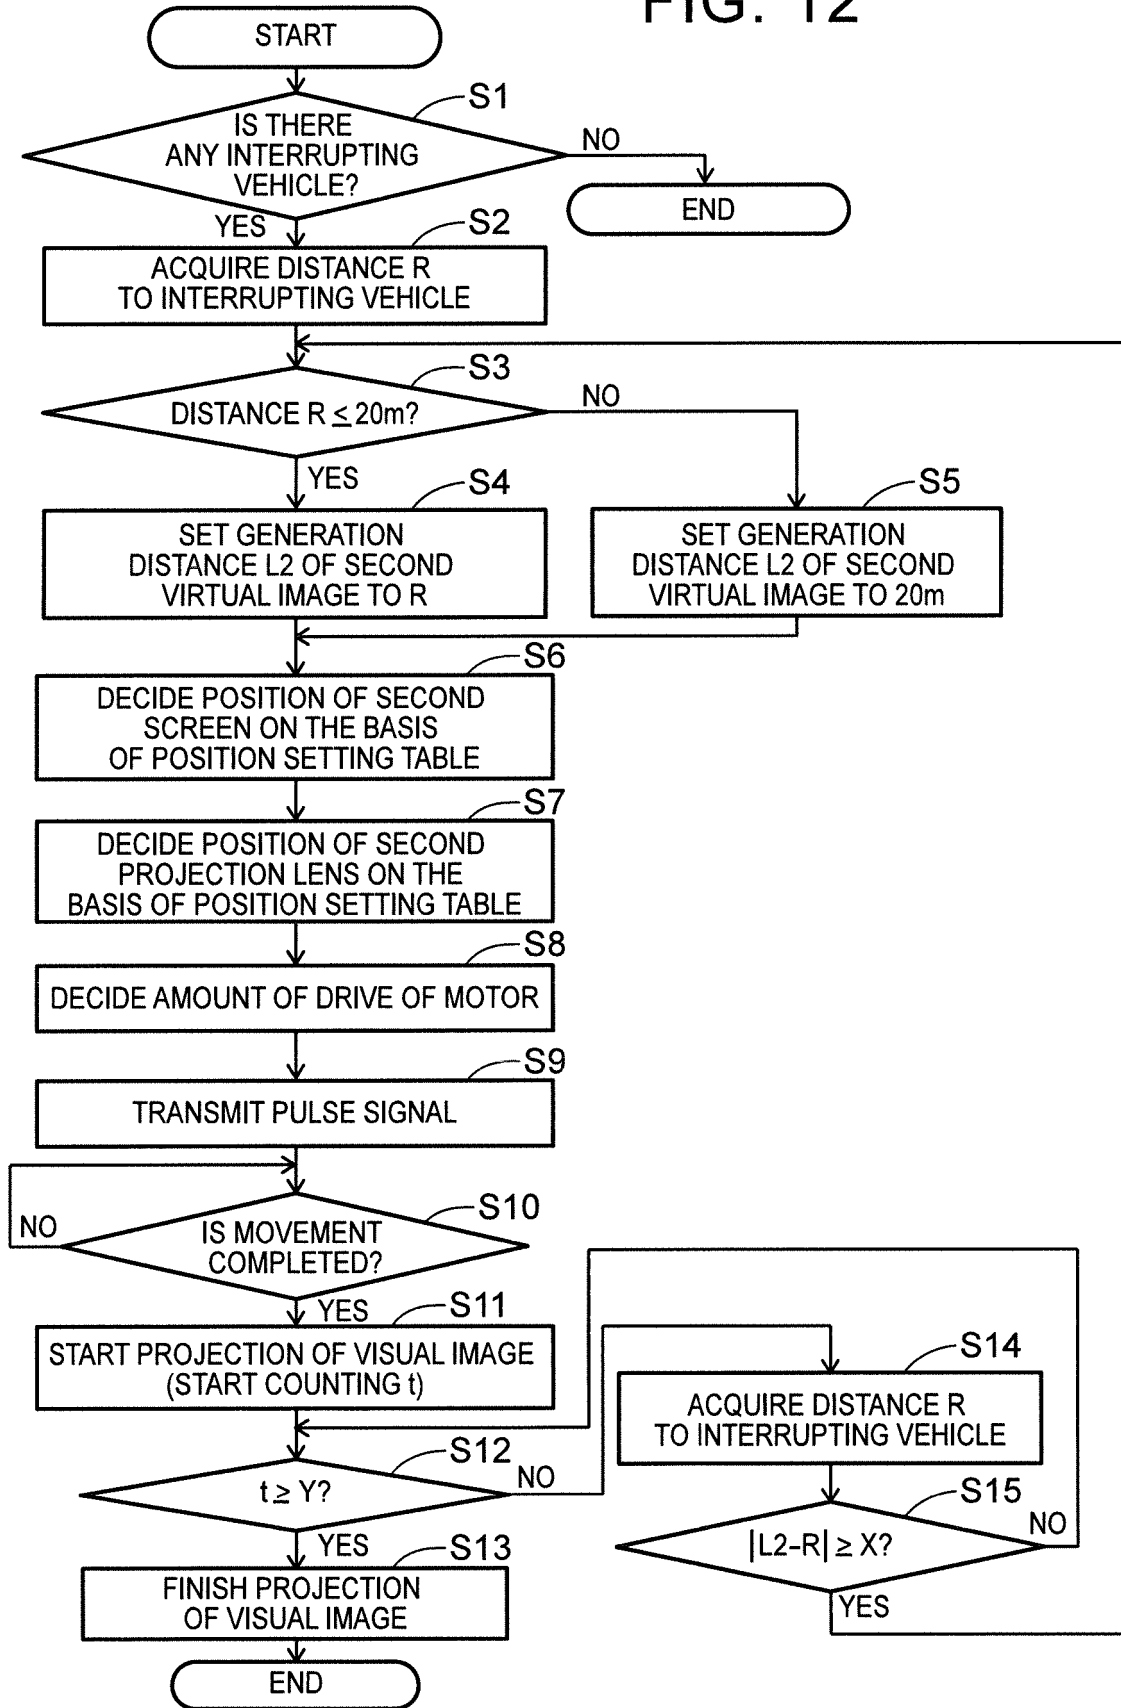 FIG. 12
START
S1
IS THERE
ANY INTERRUPTING
VEHICLE?
NO
END
YES
S2
ACQUIRE DISTANCE R
TO INTERRUPTING VEHICLE
S3
DISTANCE R ≤ 20m?
NO
YES
S4
SET GENERATION
DISTANCE L2 OF SECOND
VIRTUAL IMAGE TO R
S5
SET GENERATION
DISTANCE L2 OF SECOND
VIRTUAL IMAGE TO 20m
S6
DECIDE POSITION OF SECOND
SCREEN ON THE BASIS
OF POSITION SETTING TABLE
S7
DECIDE POSITION OF SECOND
PROJECTION LENS ON THE
BASIS OF POSITION SETTING TABLE
S8
DECIDE AMOUNT OF DRIVE OF MOTOR
S9
TRANSMIT PULSE SIGNAL
S10
IS MOVEMENT
COMPLETED?
NO
YES
S11
START PROJECTION OF VISUAL IMAGE
(START COUNTING t)
S12
t ≥ Y?
NO
YES
S13
FINISH PROJECTION
OF VISUAL IMAGE
END
S14
ACQUIRE DISTANCE R
TO INTERRUPTING VEHICLE
S15
|L2–R| ≥ X?
NO
YES